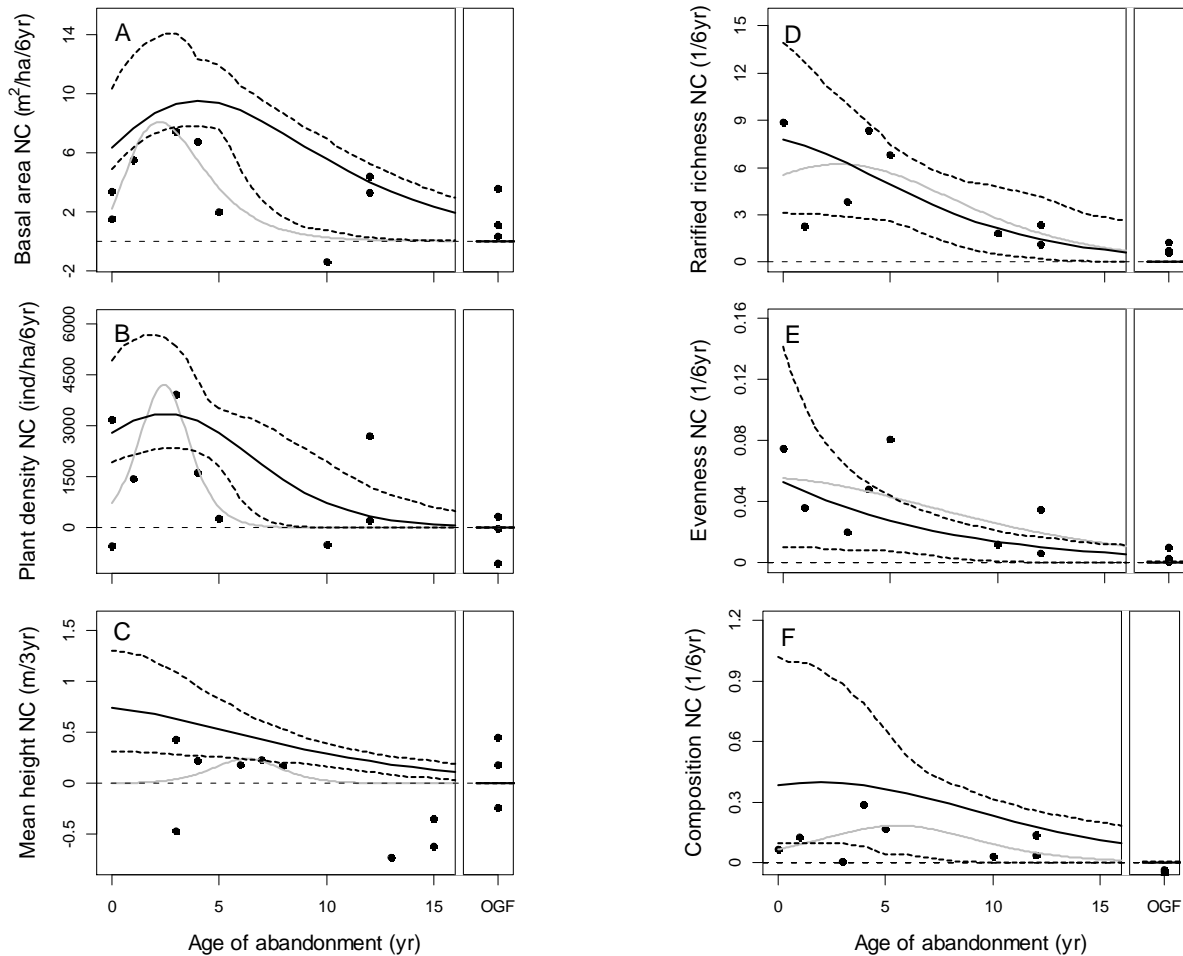 A
Basal area NC (m²/ha/6yr)
14
10
6
2
-2
B
Plant density NC (ind/ha/6yr)
6000
4500
3000
1500
0
C
Mean height NC (m/3yr)
1.5
1
0.5
0
-0.5
0 5 10 15 OGF
Age of abandonment (yr)
D
Rarified richness NC (1/6yr)
15
12
9
6
3
0
E
Evenness NC (1/6yr)
0.16
0.12
0.08
0.04
0
F
Composition NC (1/6yr)
1.2
0.9
0.6
0.3
0
0 5 10 15 OGF
Age of abandonment (yr)